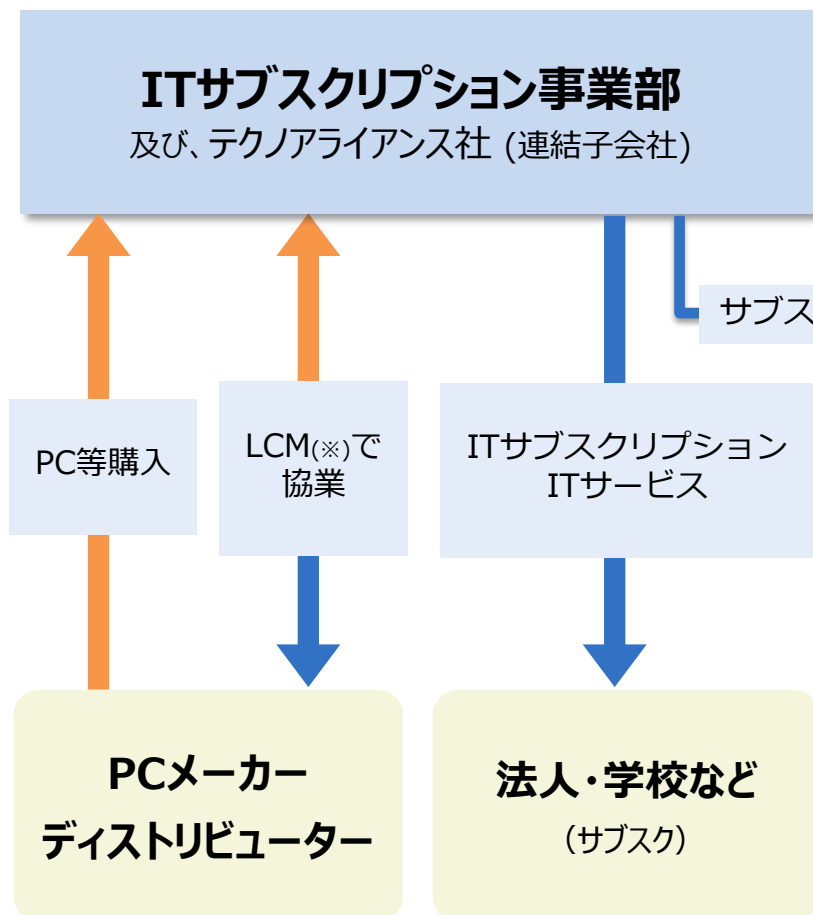 ITサブスクリプション事業部
及び、テクノアライアンス社 (連結子会社)
サブス
PC等購入
LCM(※)で
協業
ITサブスクリプション
ITサービス
PCメーカー
ディストリビューター
法人・学校など
(サブスク)